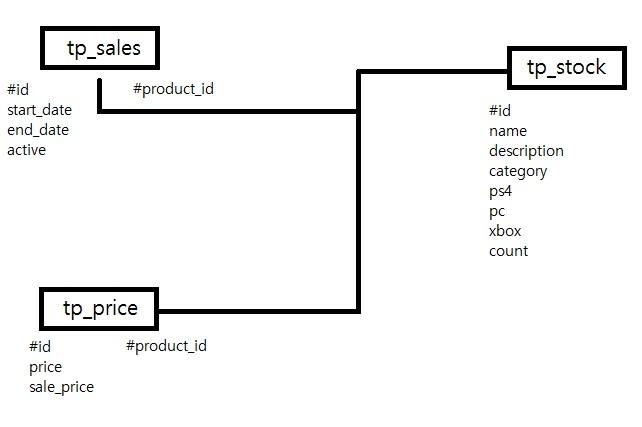 tp_sales
#id
#product_id
start_date
end_date
active
tp_stock
#id
name
description
category
ps4
pc
xbox
count
tp_price
#id
#product_id
price
sale_price